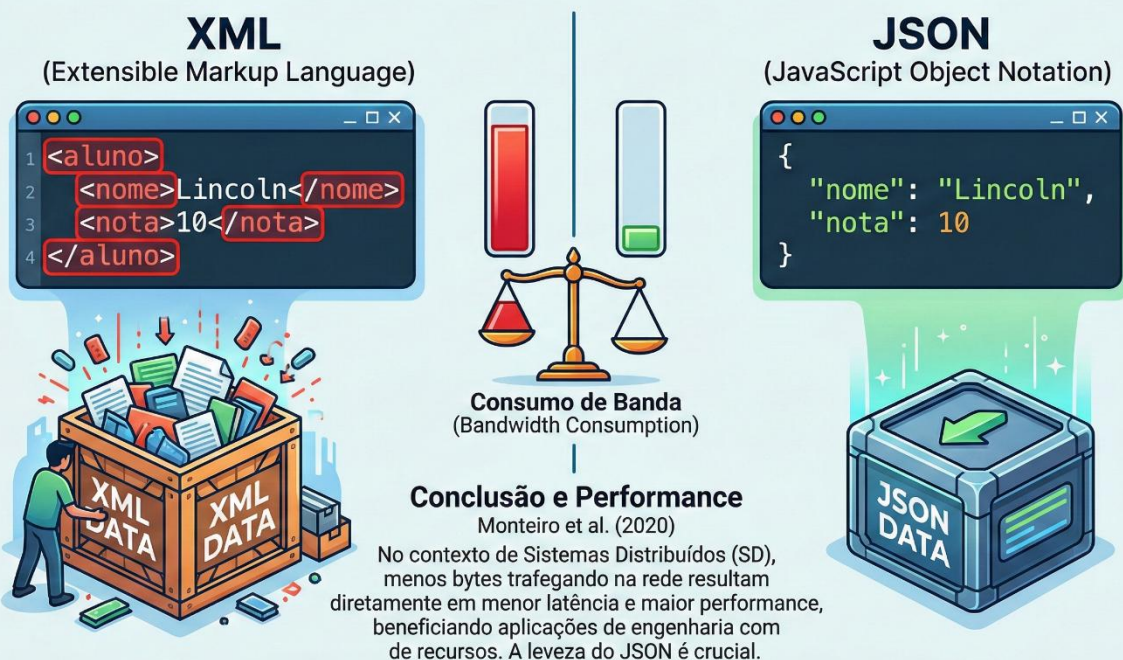 XML
(Extensible Markup Language)
1 <aluno>
2 <nome>Lincoln</nome>
3 <nota>10</nota>
4 </aluno>
XML DATA
XML DATA
Consumo de Banda
(Bandwidth Consumption)
Conclusão e Performance
Monteiro et al. (2020)
No contexto de Sistemas Distribuídos (SD),
menos bytes trafegando na rede resultam
diretamente em menor latência e maior performance,
beneficiando aplicações de engenharia com
de recursos. A leveza do JSON é crucial.
JSON
(JavaScript Object Notation)
{
"nome": "Lincoln",
"nota": 10
}
JSON
DATA